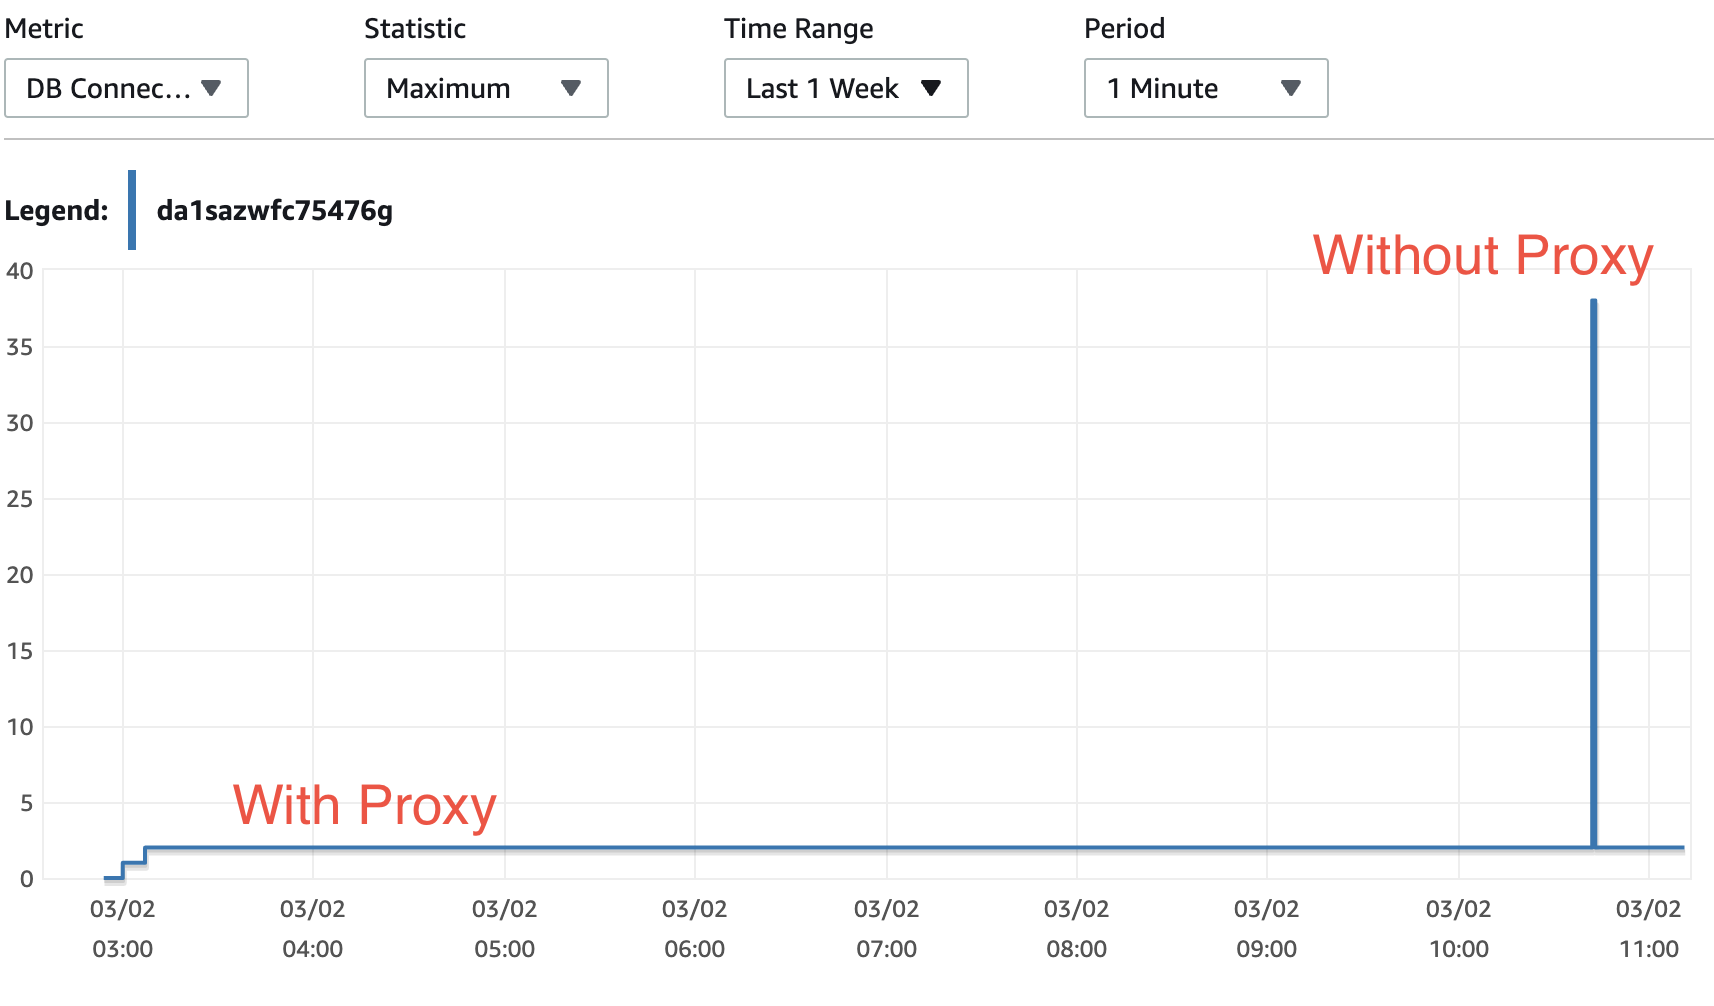 Metric Statistic Time Range Period
DB Connec... Maximum Last 1 Week 1 Minute
Legend: da1sazwfc75476g
Without Proxy
40
35
30
25
20
15
10
With Proxy
5
0
03/02 03/02 03/02 03/02 03/02 03/02 03/02 03/02 03/02
03:00 04:00 05:00 06:00 07:00 08:00 09:00 10:00 11:00